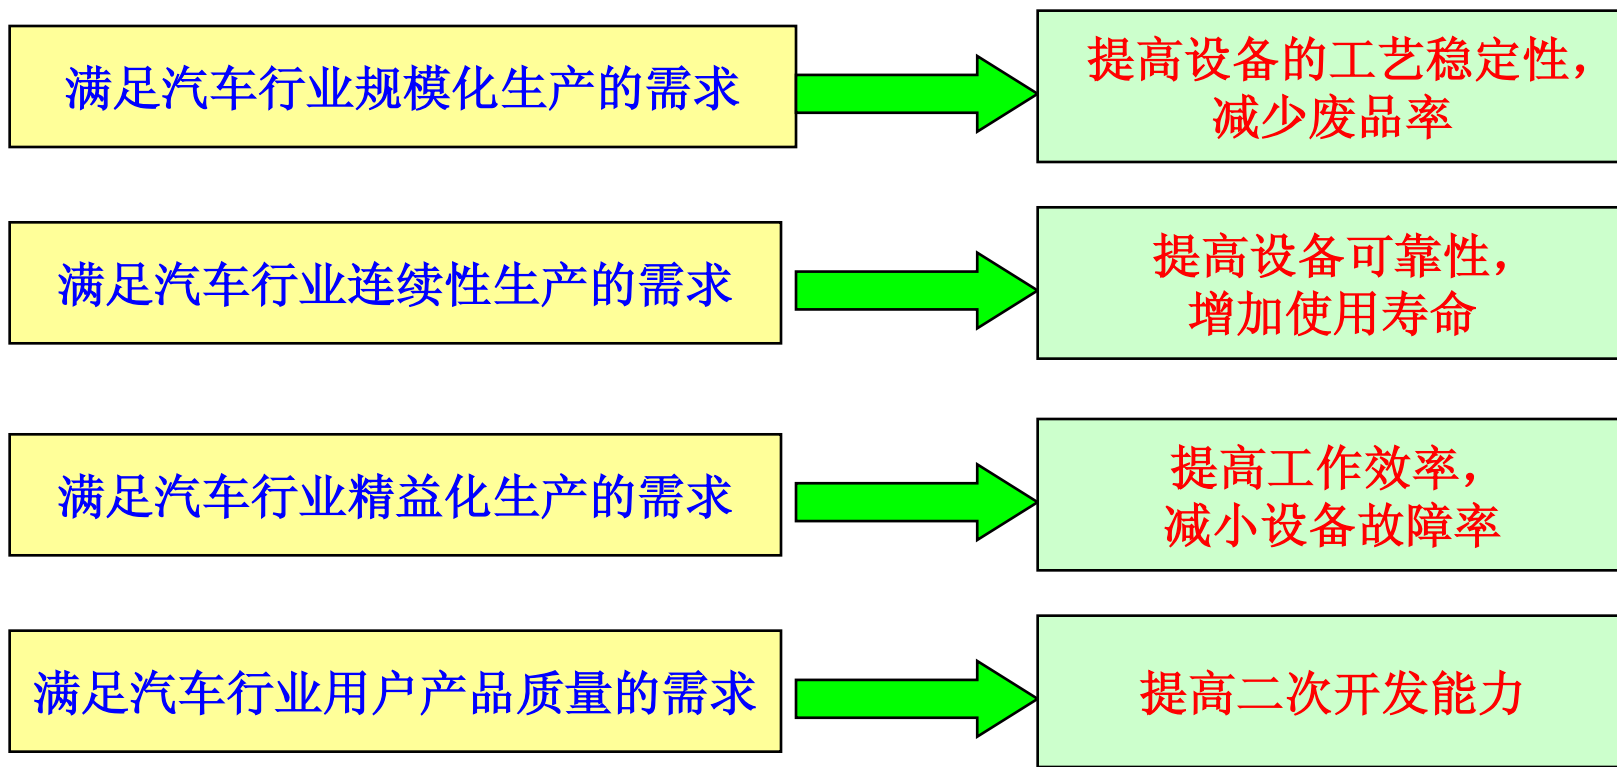 满足汽车行业规模化生产的需求
提高设备的工艺稳定性，
减少废品率
满足汽车行业连续性生产的需求
提高设备可靠性，
增加使用寿命
满足汽车行业精益化生产的需求
提高工作效率，
减小设备故障率
满足汽车行业用户产品质量的需求
提高二次开发能力